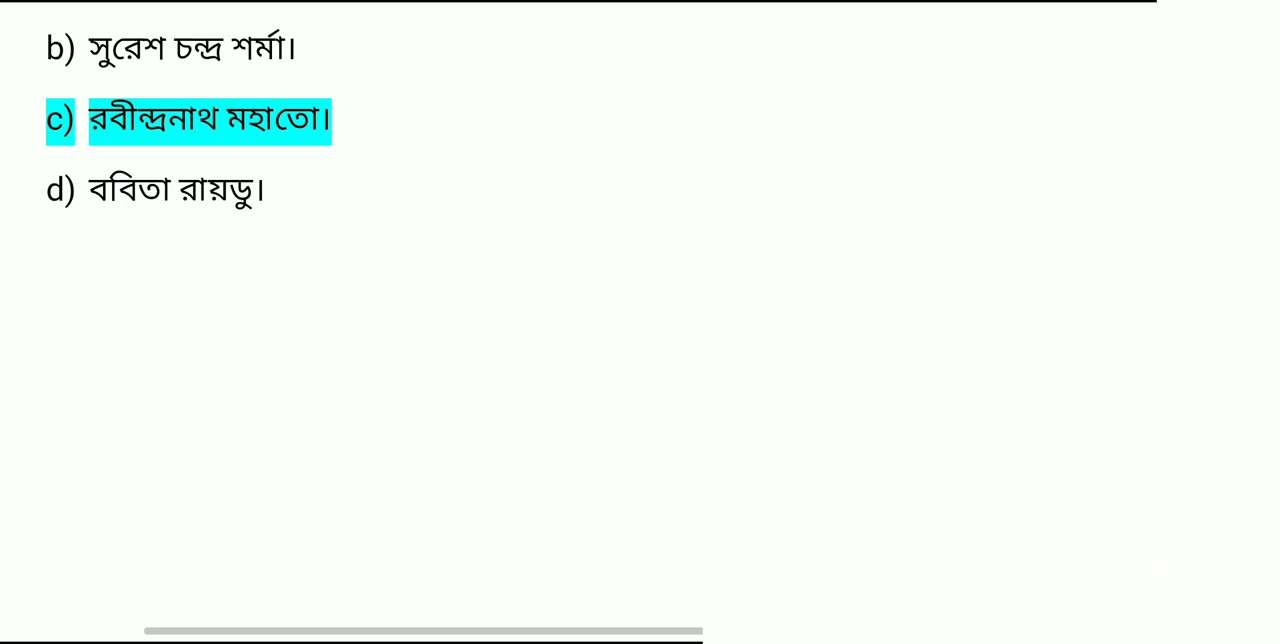 b) সুরেশ চন্দ্র শর্মা।
c) রবীন্দ্রনাথ মহাতো।
d) ববিতা রায়ডু।